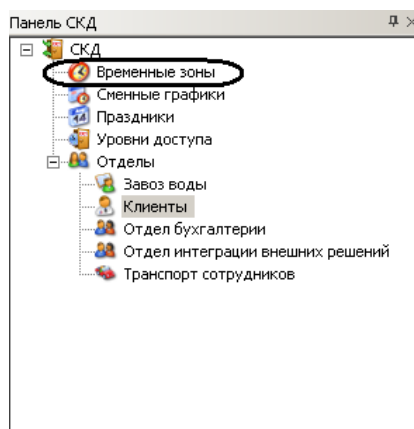 Панель СКД
СКД
Временные зоны
Сменные графики
Праздники
Уровни доступа
Отделы
Завоз воды
Клиенты
Отдел бухгалтерии
Отдел интеграции внешних решений
Транспорт сотрудников